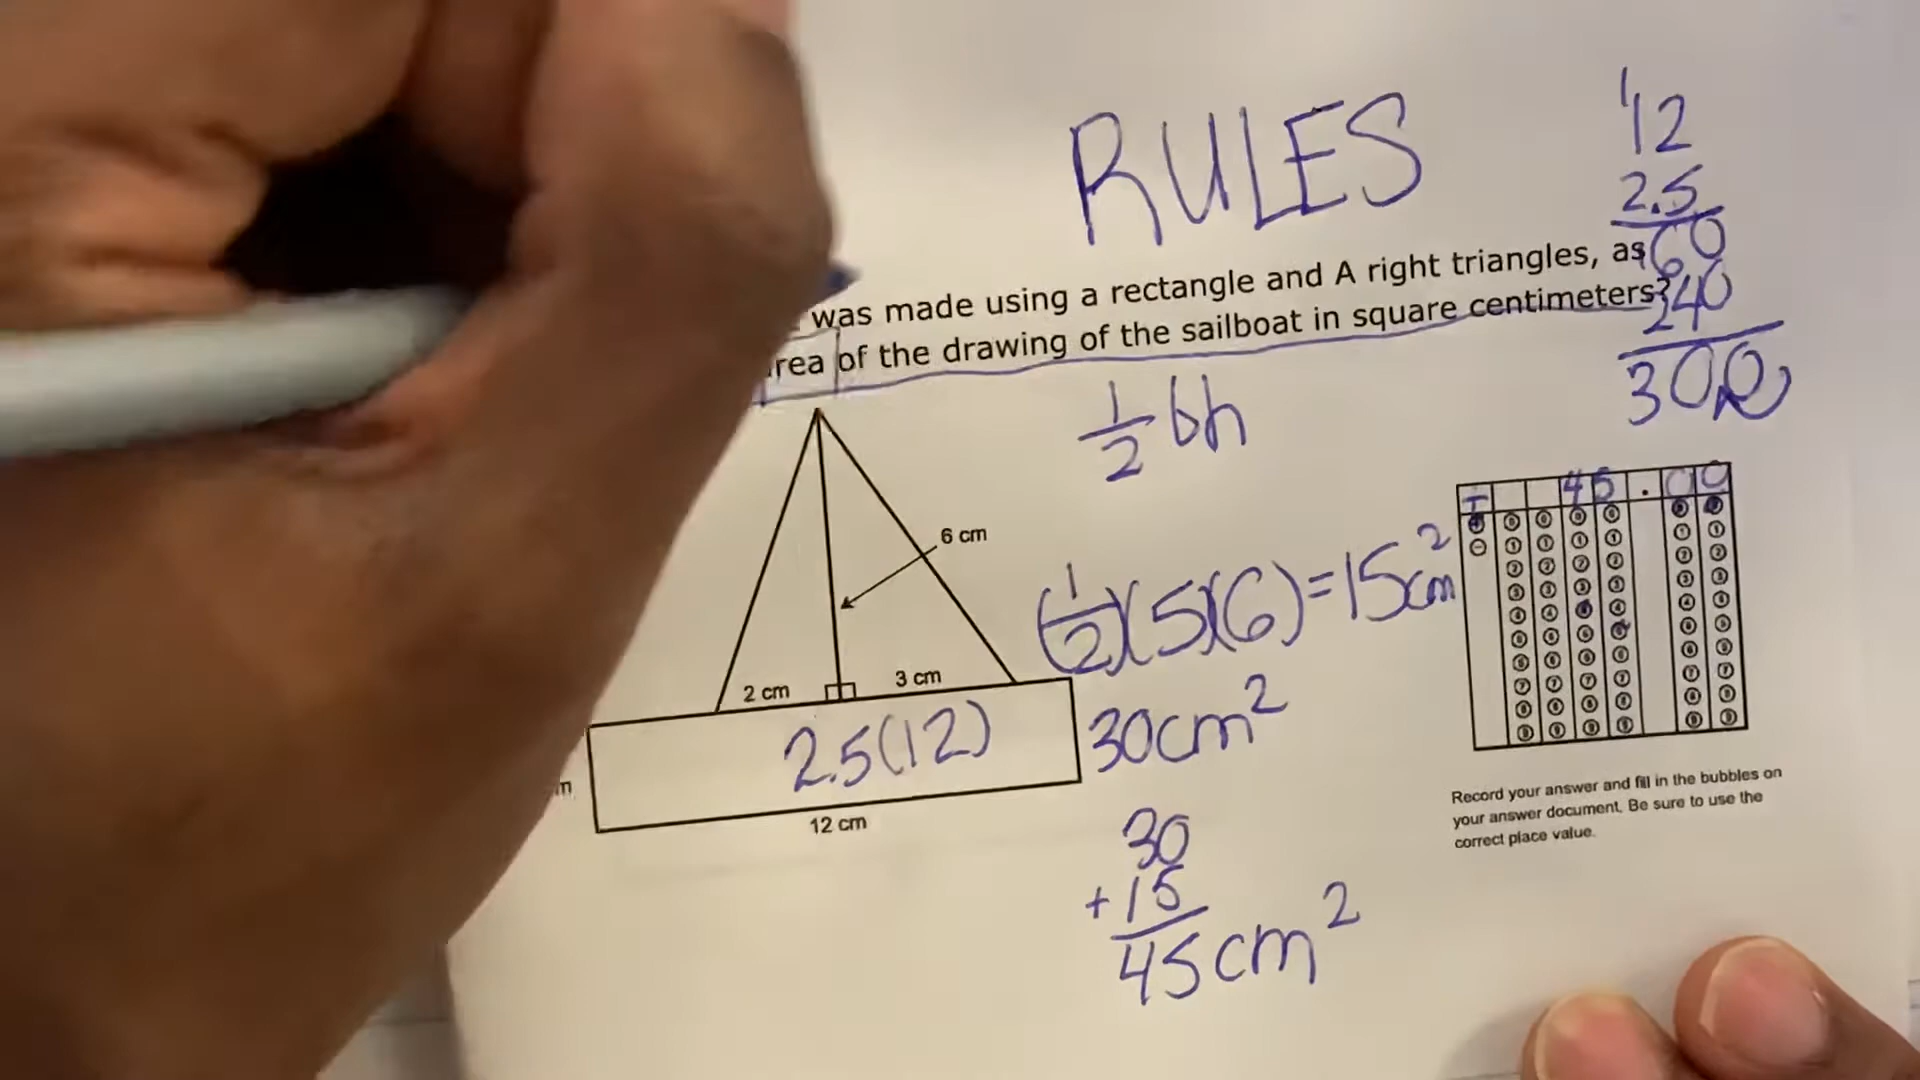 RULES
12
2.5
60
240
300
was made using a rectangle and A right triangles, as
of the drawing of the sailboat in square centimeters?
1/2 bh
6 cm
(1/2)(5)(6)=15cm²
2 cm
3 cm
2.5(12)
30cm²
12 cm
30
+15
45cm²
+ 45.00
Record your answer and fill in the bubbles on
your answer document. Be sure to use the
correct place value.